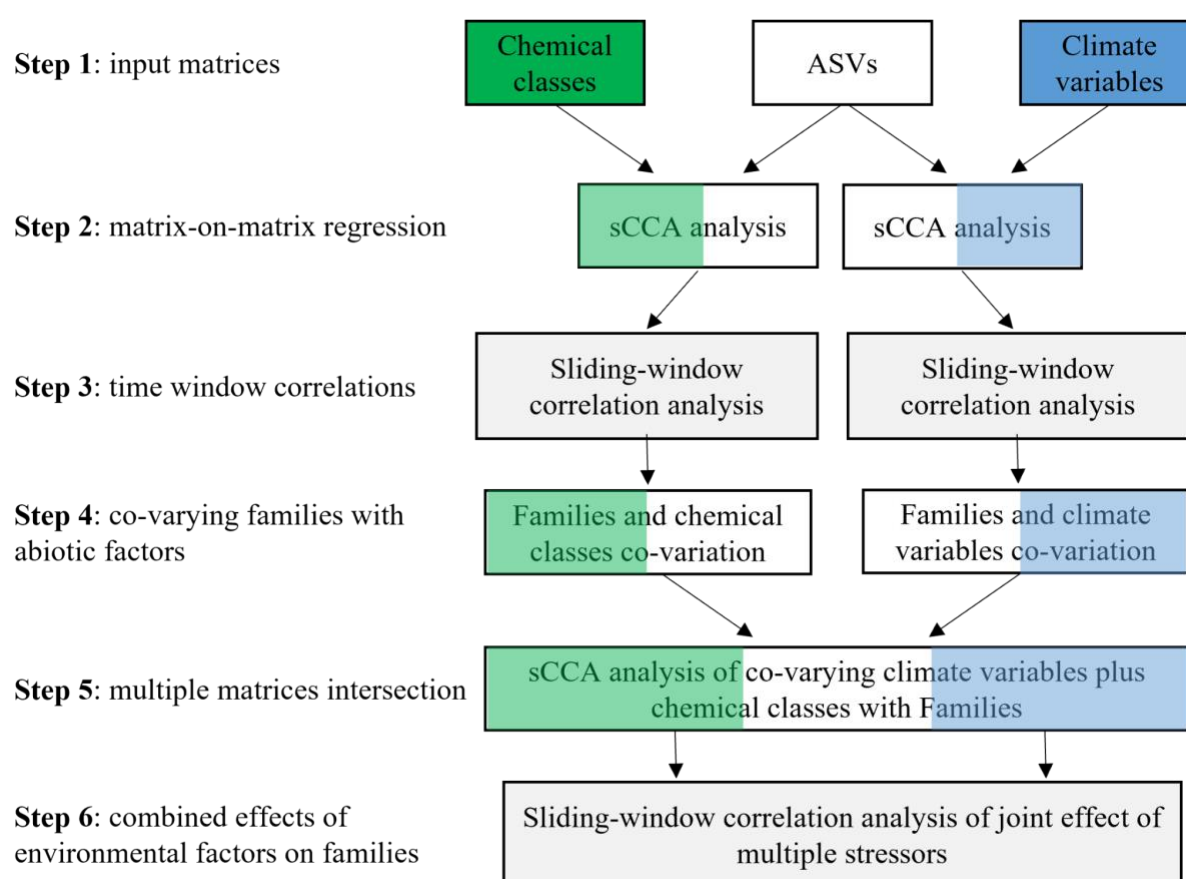 Step 1: input matrices
Chemical
classes
ASVs
Climate
variables
Step 2: matrix-on-matrix regression
sCCA analysis
sCCA analysis
Step 3: time window correlations
Sliding-window
correlation analysis
Sliding-window
correlation analysis
Step 4: co-varying families with
abiotic factors
Families and chemical
classes co-variation
Families and climate
variables co-variation
Step 5: multiple matrices intersection
sCCA analysis of co-varying climate variables plus
chemical classes with Families
Step 6: combined effects of
environmental factors on families
Sliding-window correlation analysis of joint effect of
multiple stressors